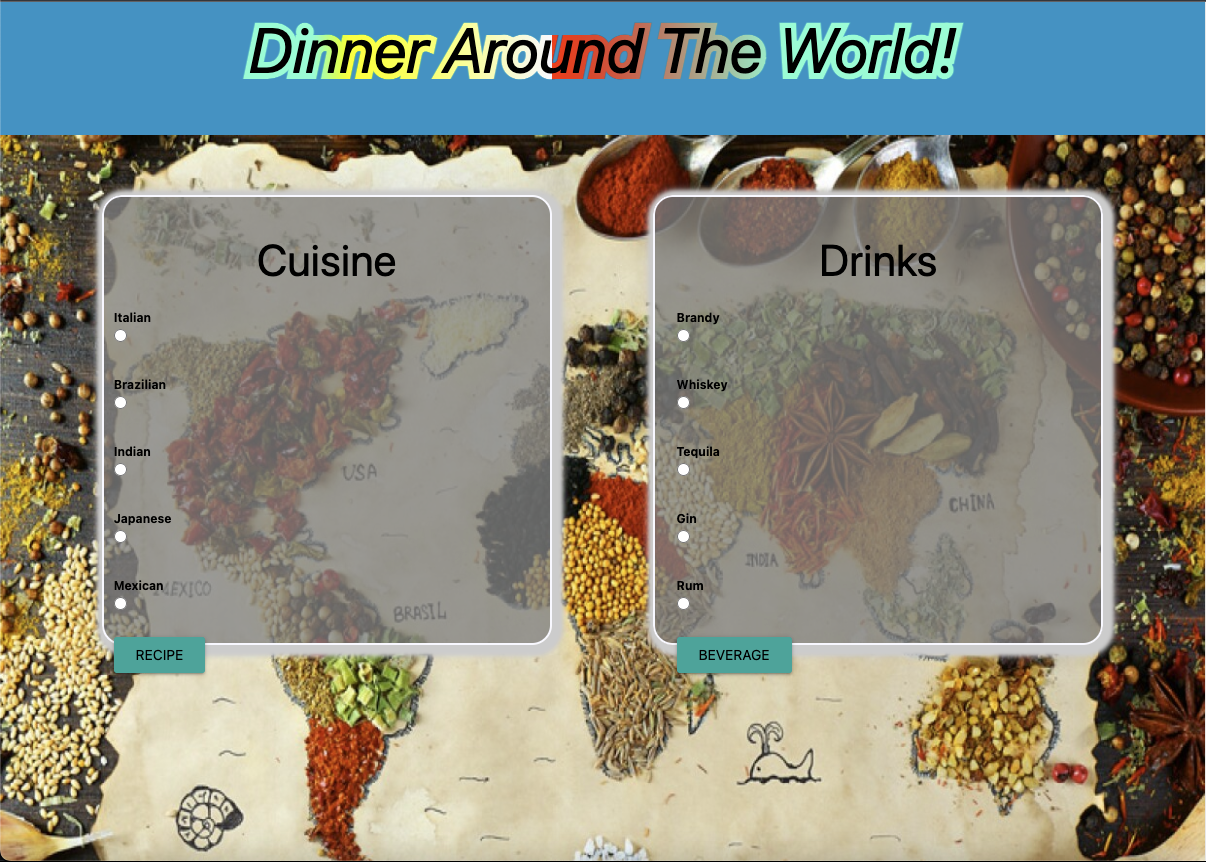 Dinner Around The World!
Cuisine
Italian
Brazilian
Indian
Japanese
Mexican
RECIPE
Drinks
Brandy
Whiskey
Tequila
Gin
Rum
BEVERAGE
USA
MEXICO
BRASIL
CHINA
INDIA